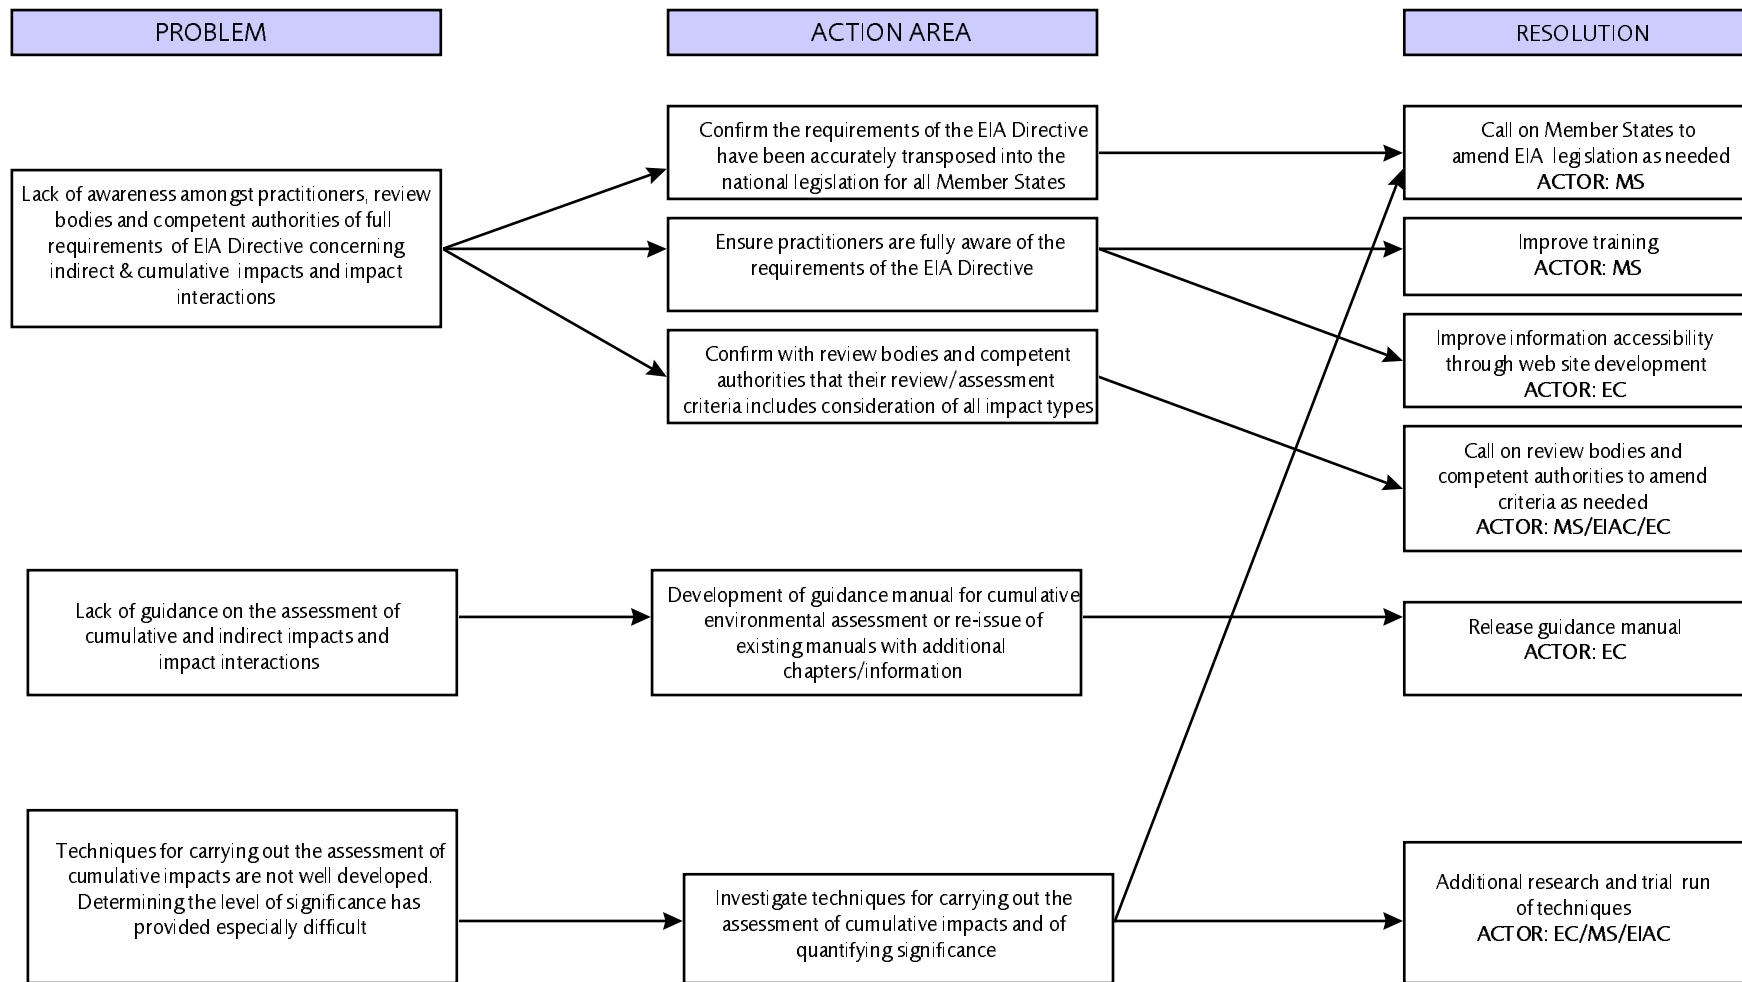 PROBLEM
ACTION AREA
RESOLUTION
Lack of awareness amongst practitioners, review
bodies and competent authorities of full
requirements of EIA Directive concerning
indirect & cumulative impacts and impact
interactions
Confirm the requirements of the EIA Directive
have been accurately transposed into the
national legislation for all Member States
Ensure practitioners are fully aware of the
requirements of the EIA Directive
Confirm with review bodies and competent
authorities that their review/assessment
criteria includes consideration of all impact types
Call on Member States to
amend EIA legislation as needed
ACTOR: MS
Improve training
ACTOR: MS
Improve information accessibility
through web site development
ACTOR: EC
Call on review bodies and
competent authorities to amend
criteria as needed
ACTOR: MS/EIAC/EC
Lack of guidance on the assessment of
cumulative and indirect impacts and
impact interactions
Development of guidance manual for cumulative
environmental assessment or re-issue of
existing manuals with additional
chapters/information
Release guidance manual
ACTOR: EC
Techniques for carrying out the assessment of
cumulative impacts are not well developed.
Determining the level of significance has
provided especially difficult
Investigate techniques for carrying out the
assessment of cumulative impacts and of
quantifying significance
Additional research and trial run
of techniques
ACTOR: EC/MS/EIAC